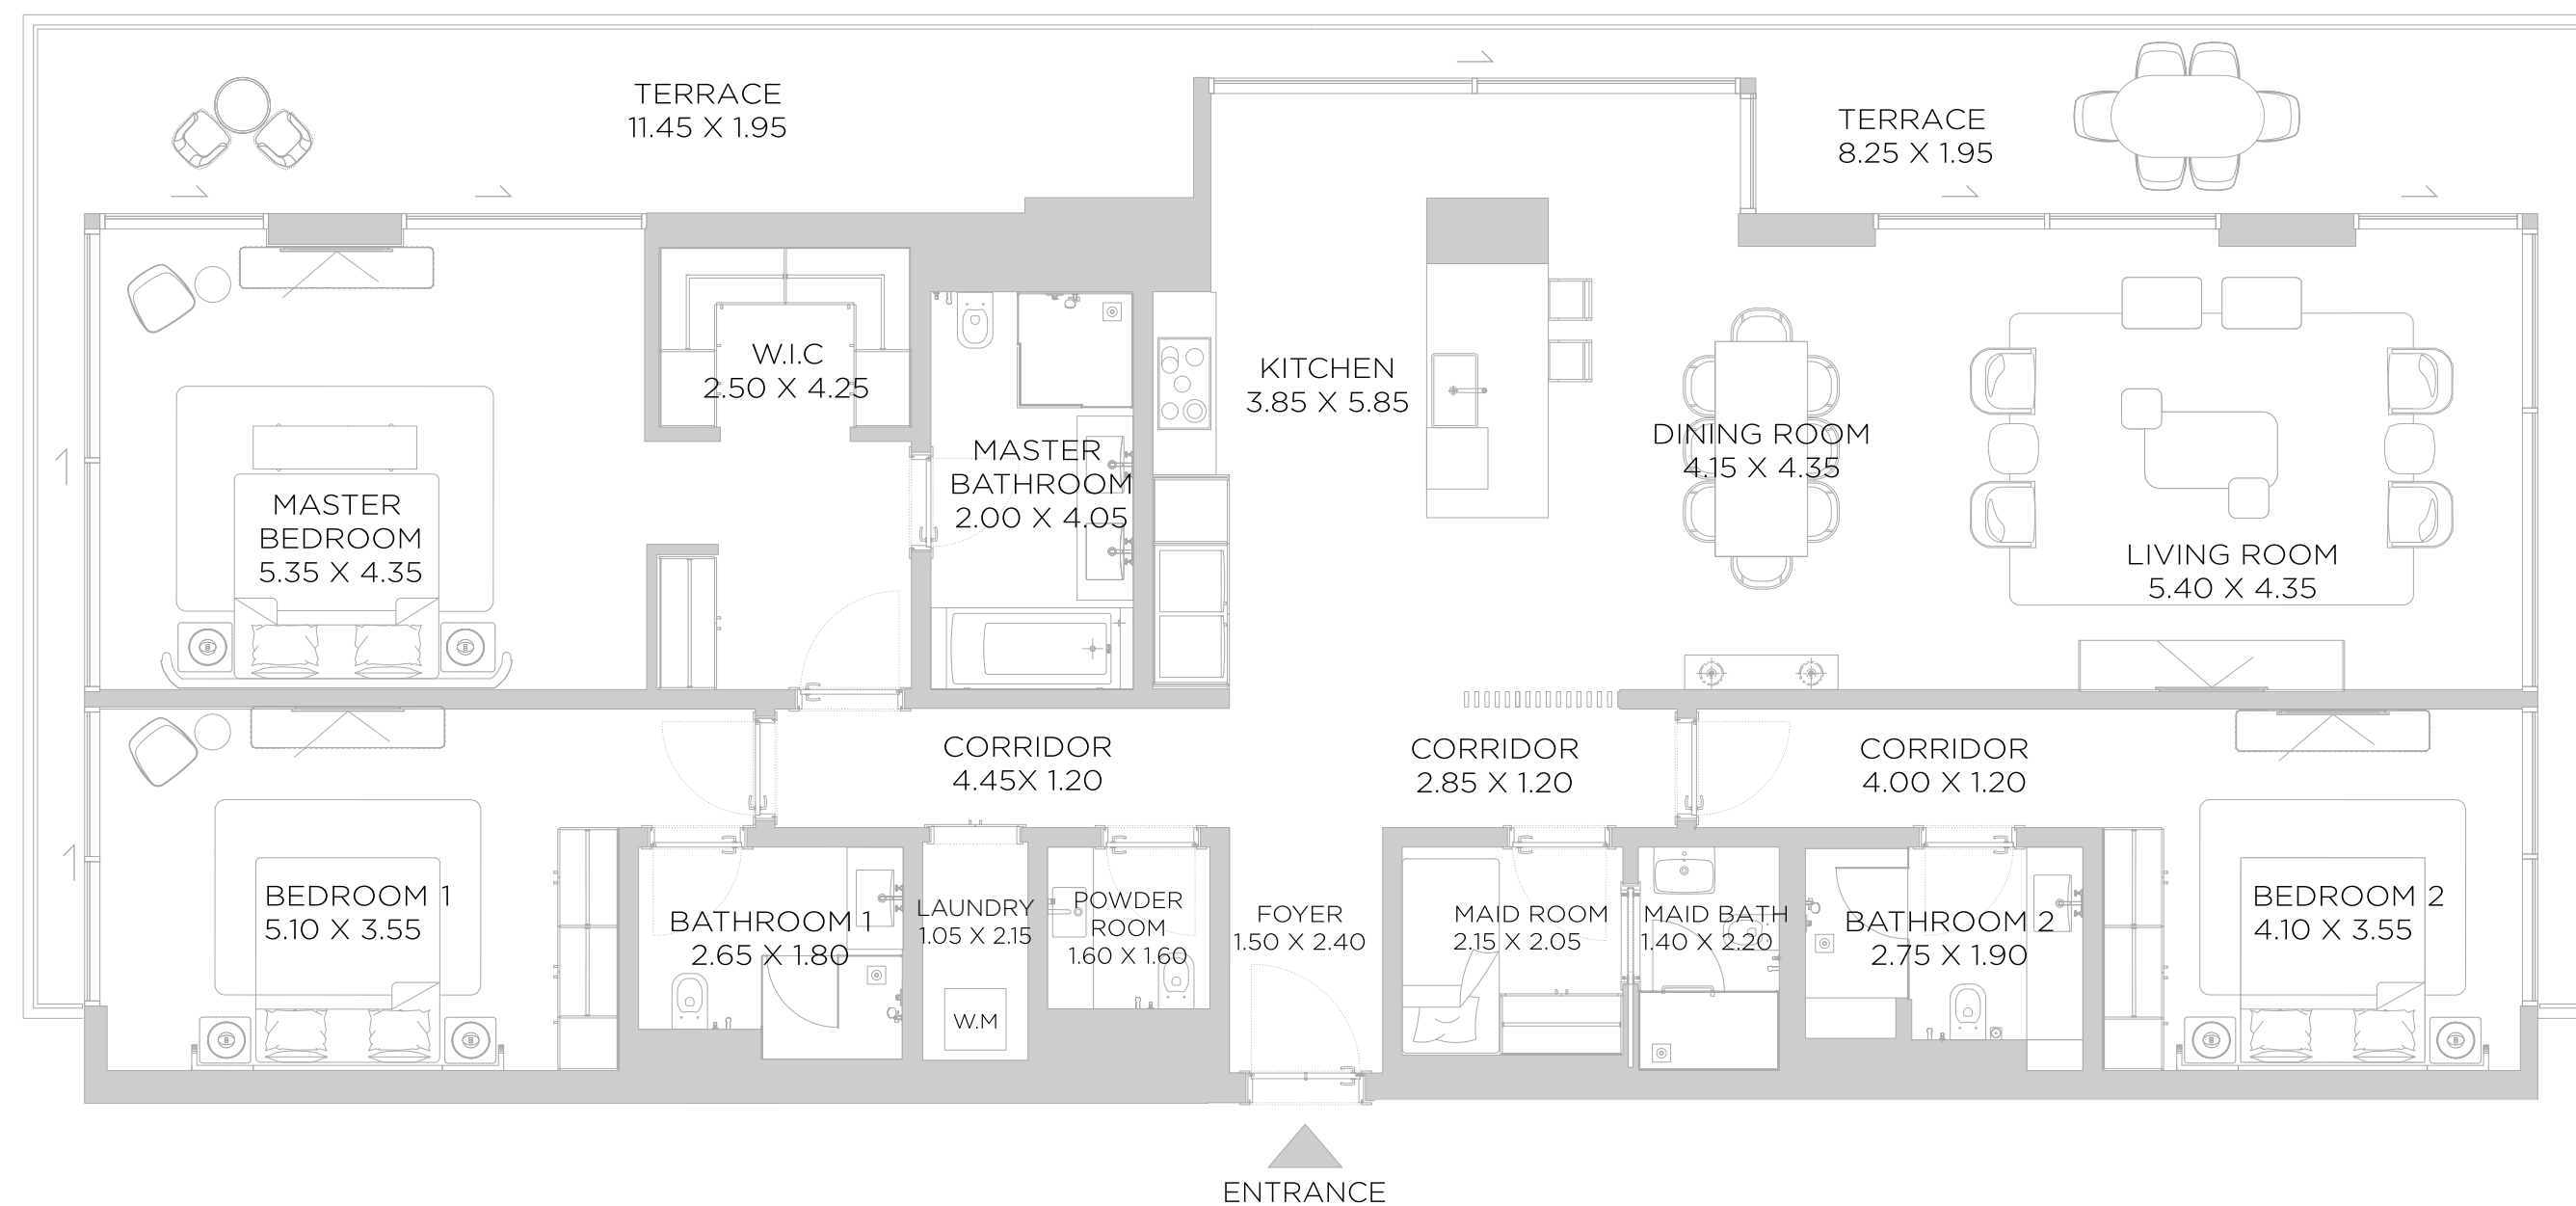 TERRACE
11.45 X 1.95
TERRACE
8.25 X 1.95
W.I.C
2.50 X 4.25
KITCHEN
3.85 X 5.85
MASTER
BATHROOM
2.00 X 4.05
DINING ROOM
4.15 X 4.35
MASTER
BEDROOM
5.35 X 4.35
LIVING ROOM
5.40 X 4.35
CORRIDOR
4.45X 1.20
CORRIDOR
2.85 X 1.20
CORRIDOR
4.00 X 1.20
BEDROOM 1
5.10 X 3.55
BATHROOM 1
2.65 X 1.80
LAUNDRY
1.05 X 2.15
W.M
POWDER
ROOM
1.60 X 1.60
FOYER
1.50 X 2.40
MAID ROOM
2.15 X 2.05
MAID BATH
1.40 X 2.20
BATHROOM 2
2.75 X 1.90
BEDROOM 2
4.10 X 3.55
ENTRANCE